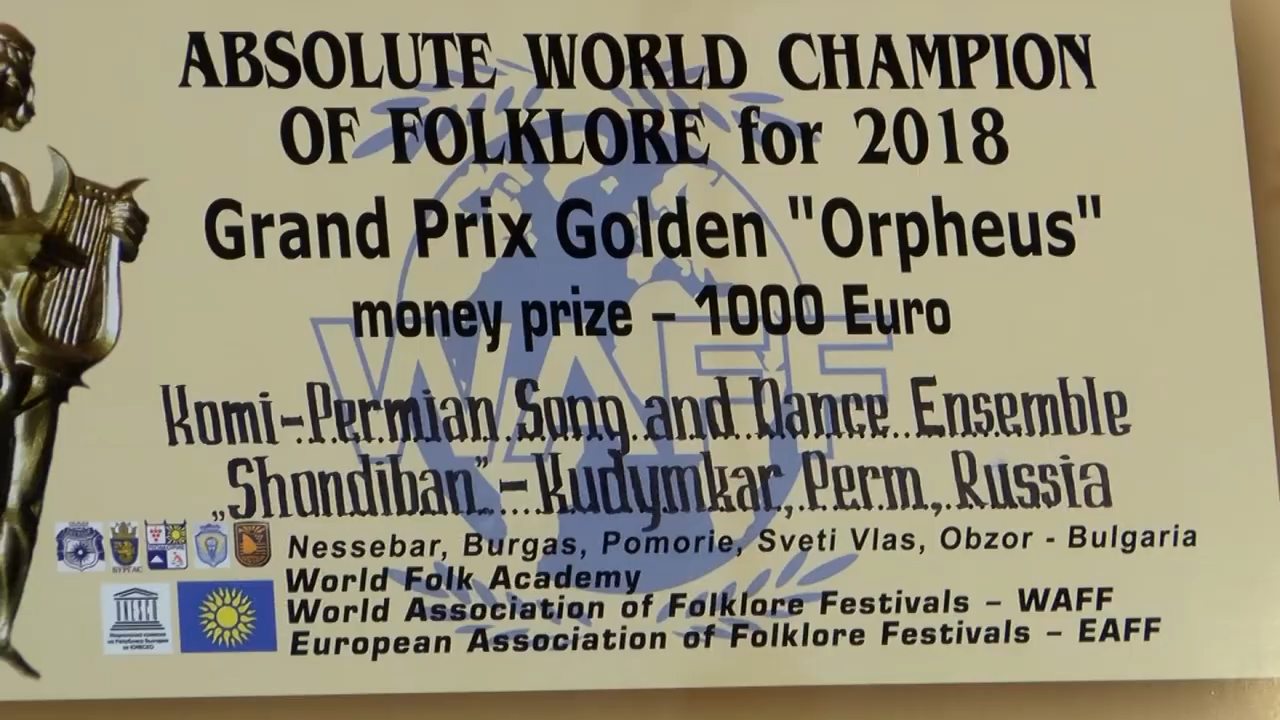 ABSOLUTE WORLD CHAMPION
OF FOLKLORE for 2018
Grand Prix Golden "Orpheus"
money prize – 1000 Euro
WAFF
Komi-Permian Song and Dance Ensemble
„Shondiban” – Kudymkar, Perm, Russia
Nessebar, Burgas, Pomorie, Sveti Vlas, Obzor - Bulgaria
БУРГАС
World Folk Academy
World Association of Folklore Festivals – WAFF
European Association of Folklore Festivals – EAFF